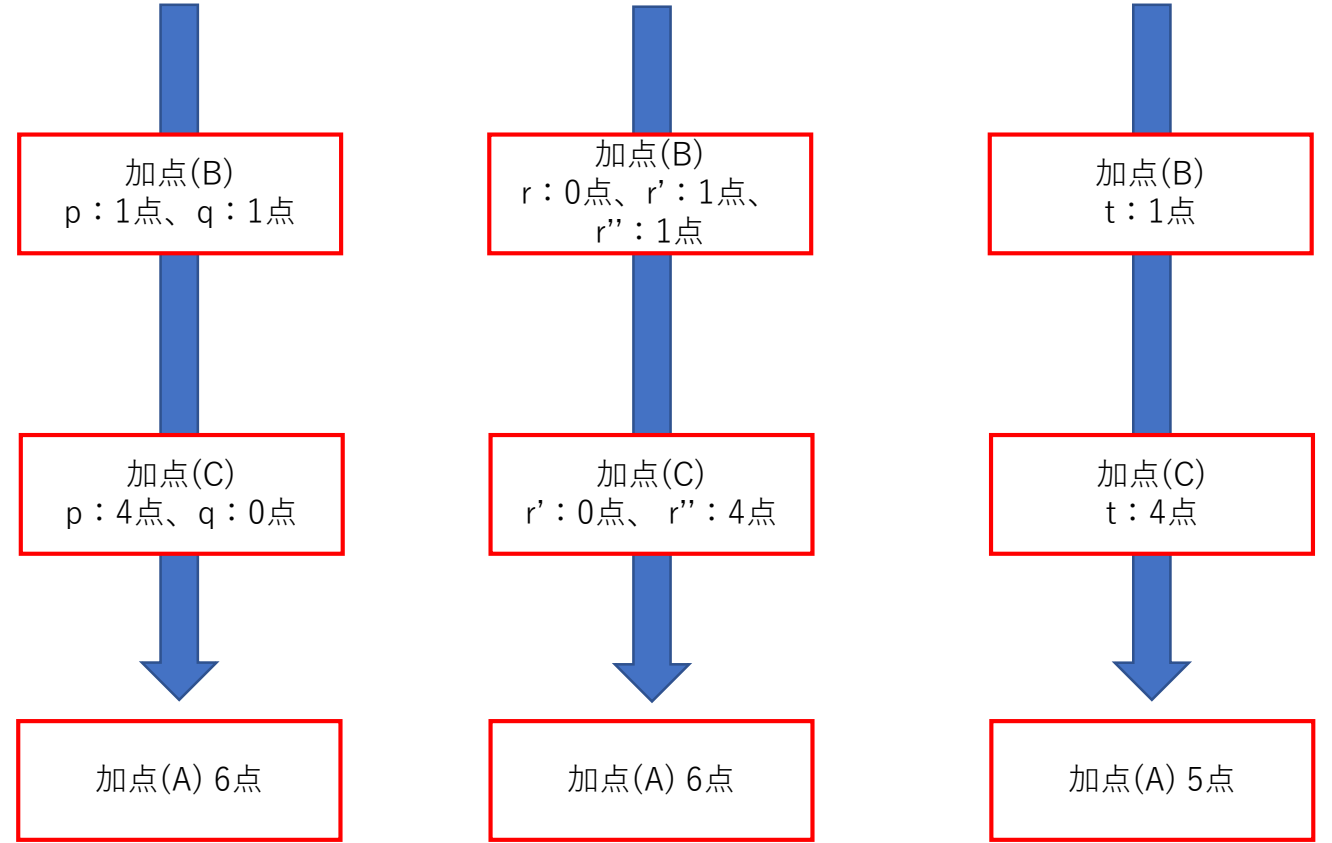 加点(B)
p：1点、q：1点
加点(B)
r：0点、r’：1点、
r’’：1点
加点(B)
t：1点
加点(C)
p：4点、q：0点
加点(C)
r’：0点、 r’’：4点
加点(C)
t：4点
加点(A) 6点
加点(A) 6点
加点(A) 5点